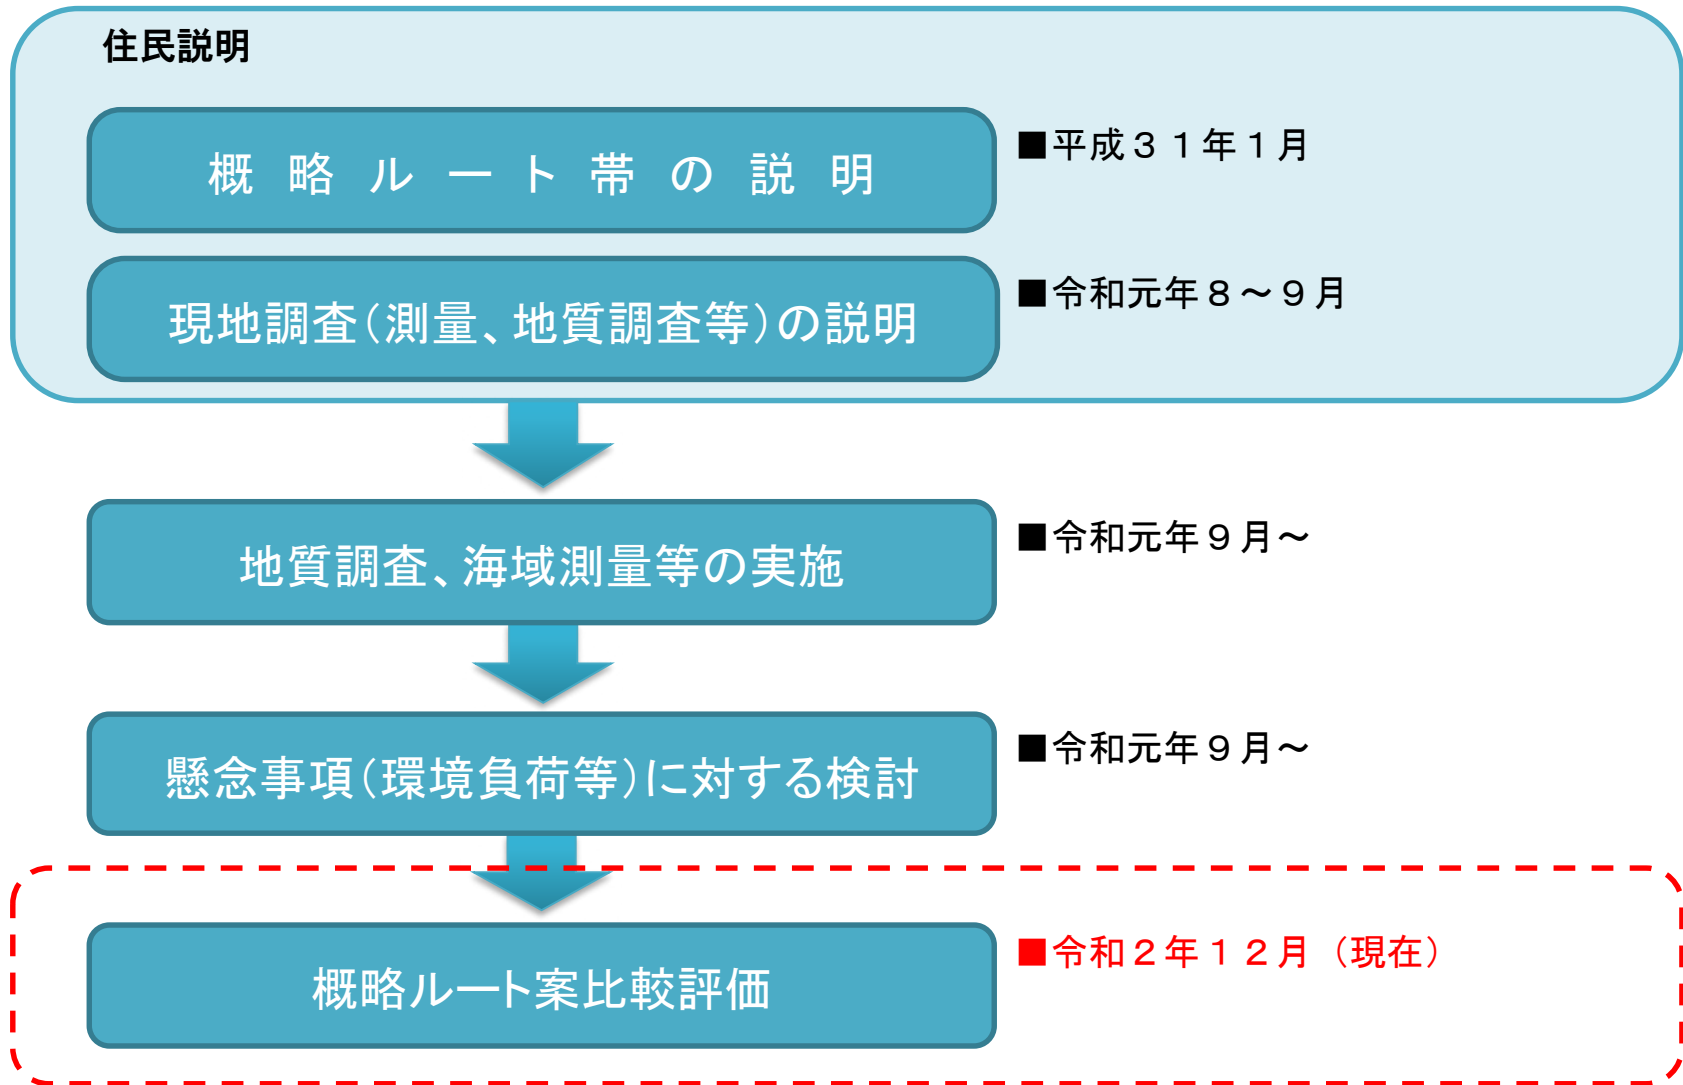 住民説明
概略ルート帯の説明
■平成３１年１月
現地調査（測量、地質調査等）の説明
■令和元年８～９月
地質調査、海域測量等の実施
■令和元年９月～
懸念事項（環境負荷等）に対する検討
■令和元年９月～
概略ルート案比較評価
■令和２年１２月（現在）